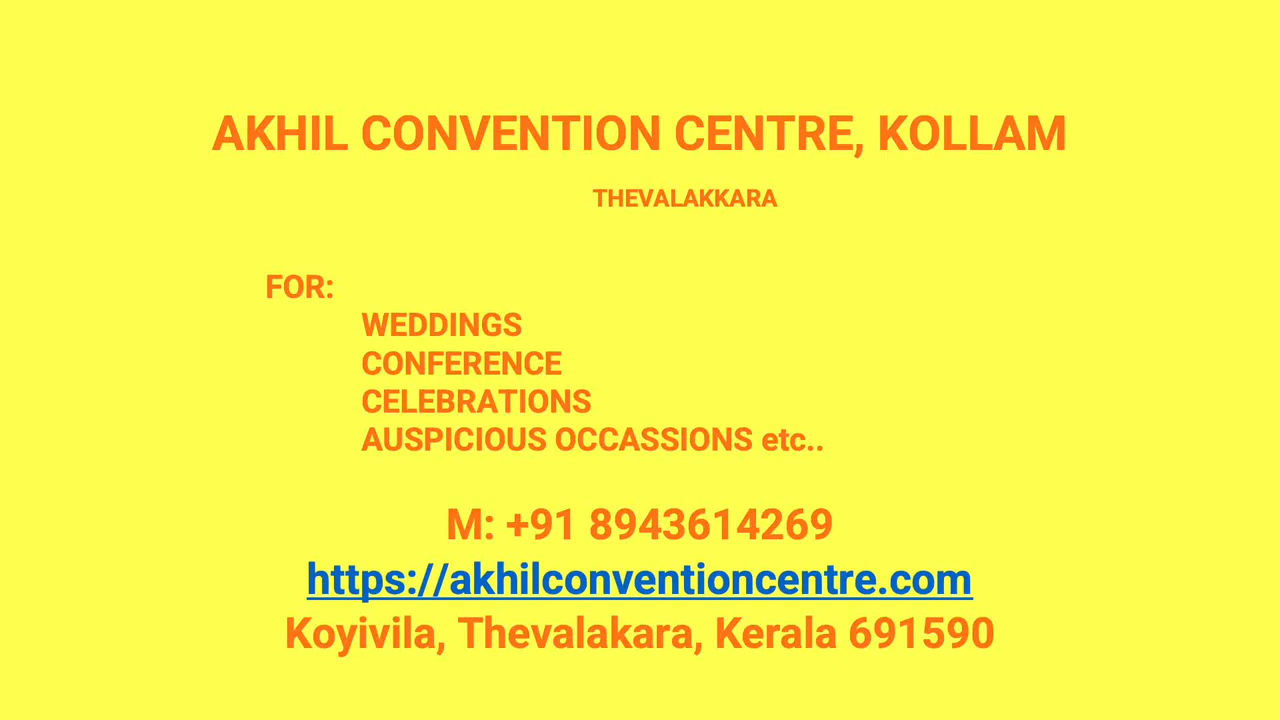 AKHIL CONVENTION CENTRE, KOLLAM
THEVALAKKARA
FOR:
WEDDINGS
CONFERENCE
CELEBRATIONS
AUSPICIOUS OCCASSIONS etc..
M: +91 8943614269
https://akhilconventioncentre.com
Koyivila, Thevalakara, Kerala 691590